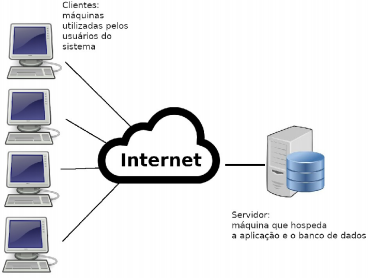 Clientes:
máquinas
utilizadas pelos
usuários do
sistema
Internet
Servidor:
máquina que hospeda
a aplicação e o banco de dados